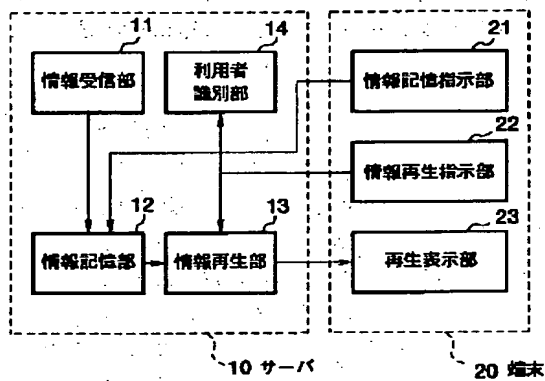 11
情報受信部
14
利用者
識別部
21
情報記憶指示部
22
情報再生指示部
12
情報記憶部
13
情報再生部
23
再生表示部
10 サーバ
20 端末